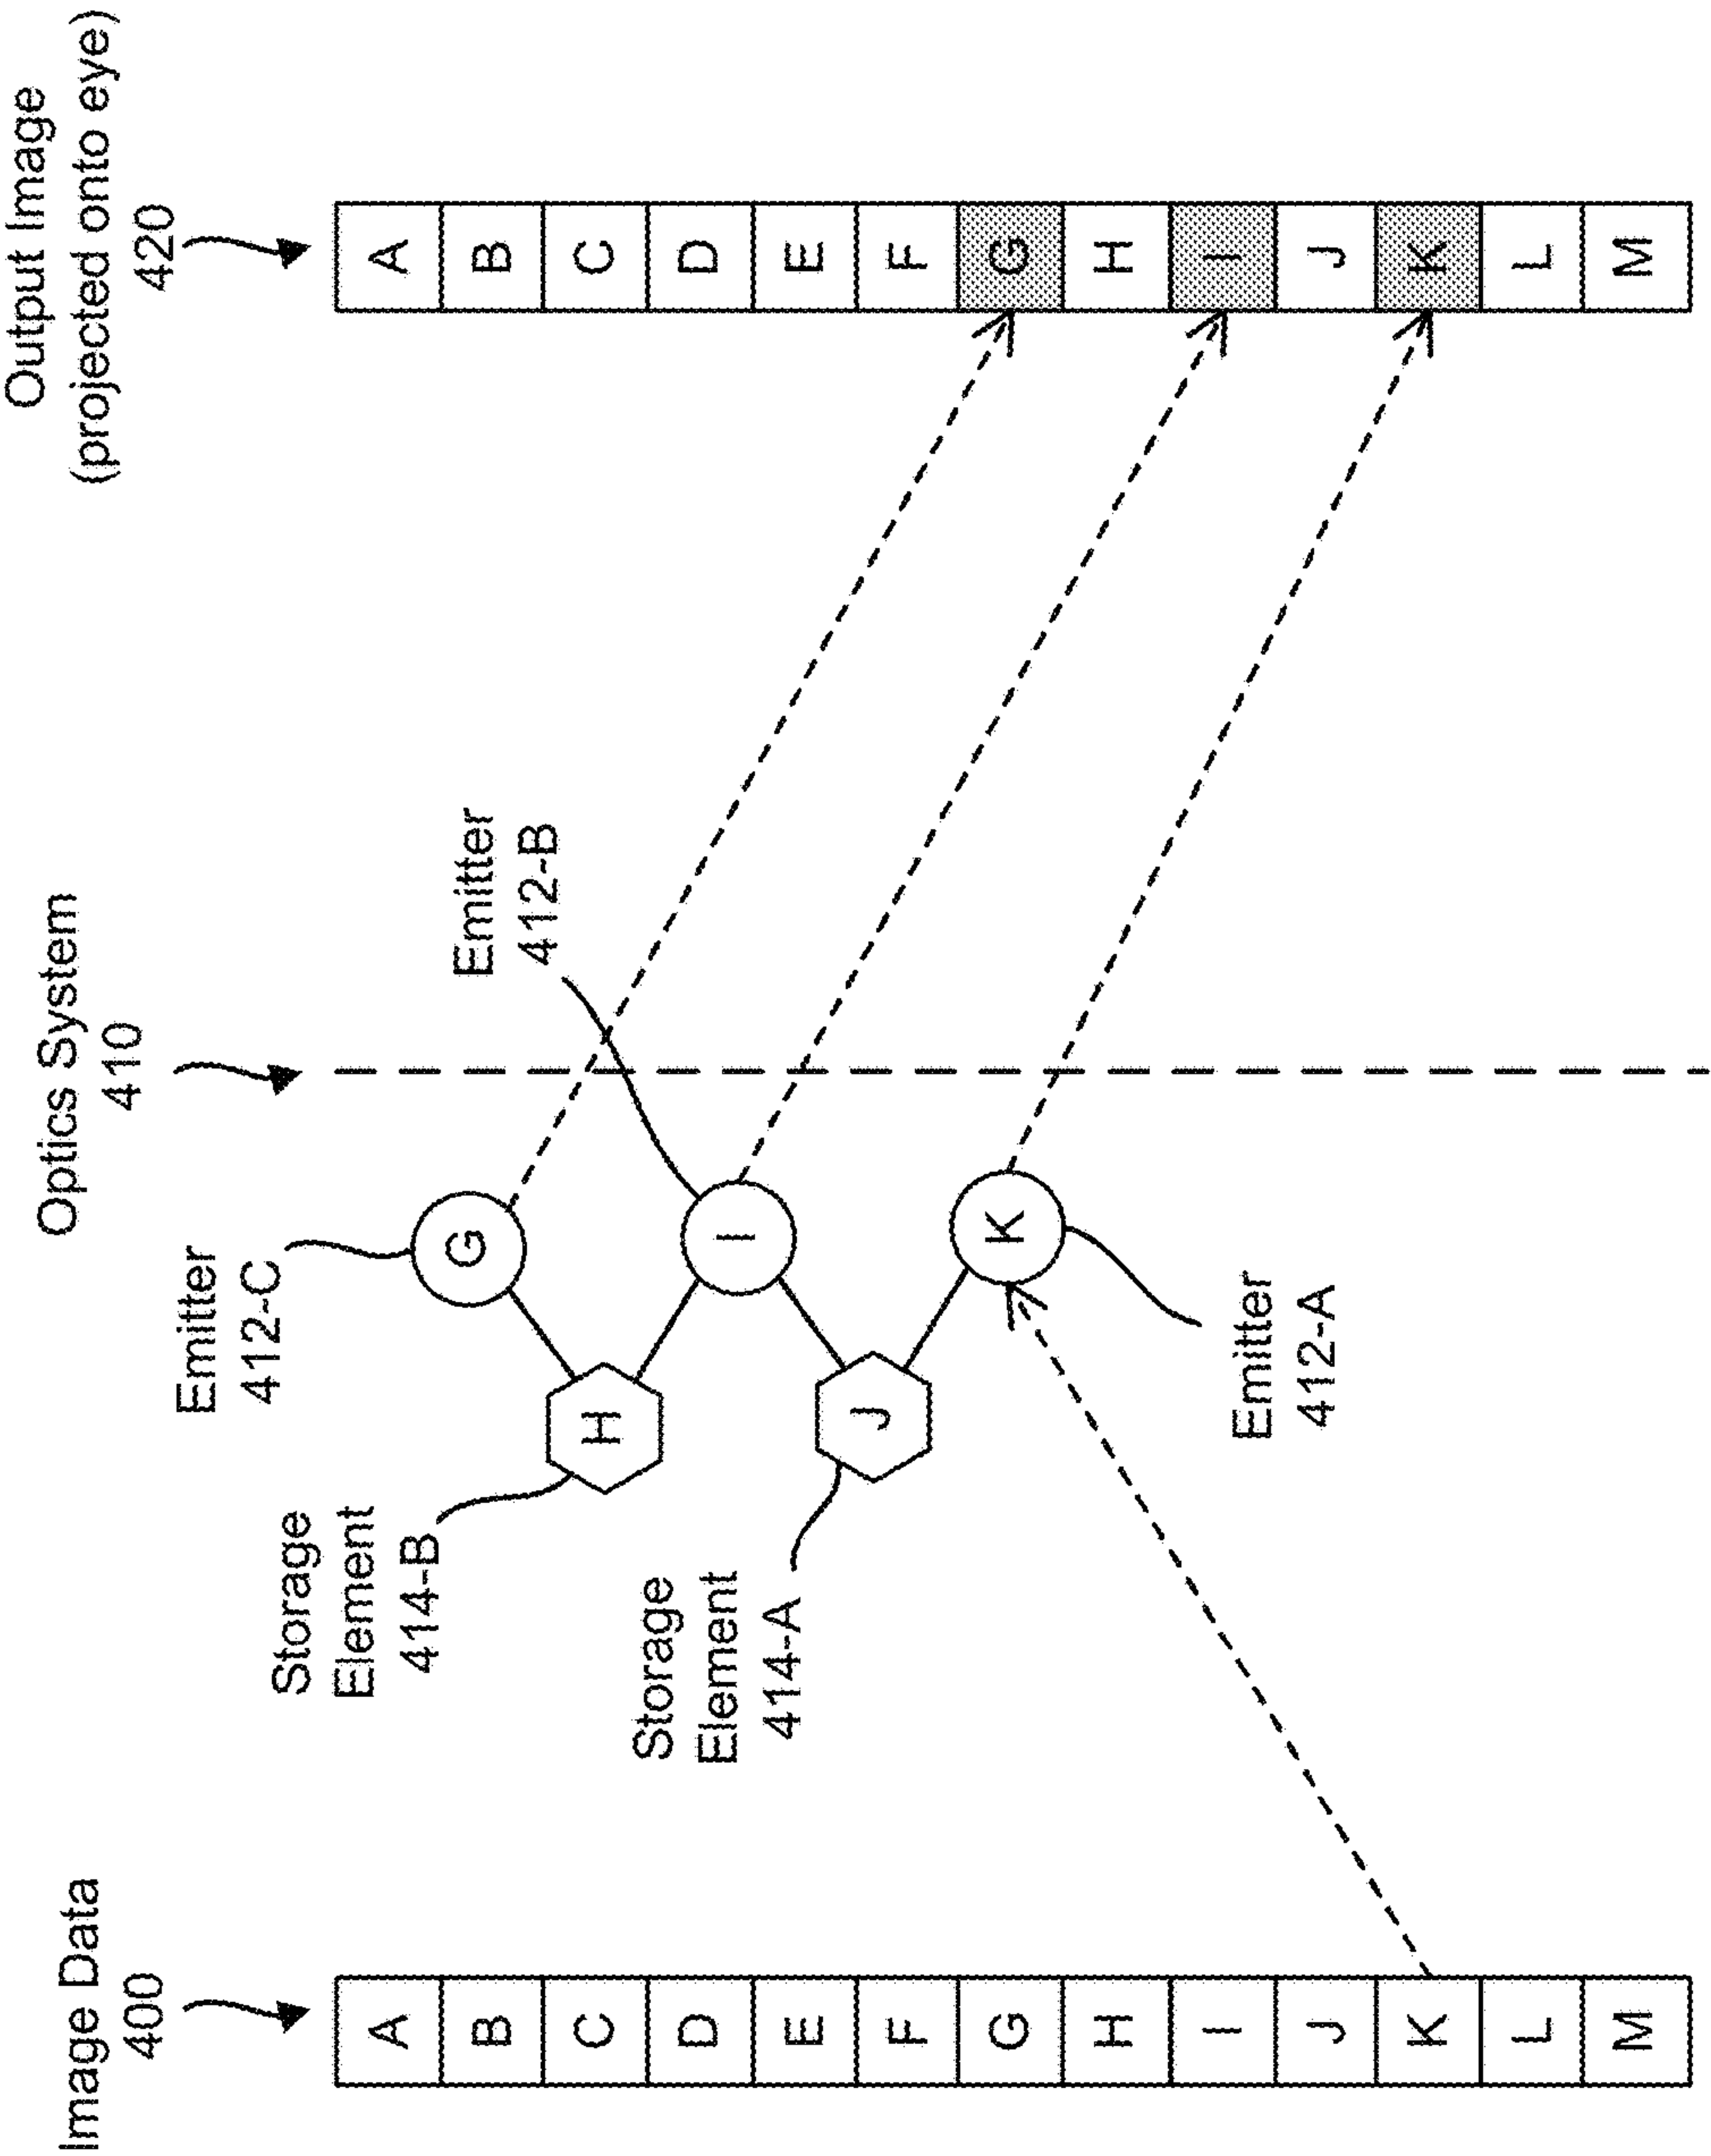 Image Data
400
A
B
C
D
E
F
G
H
I
J
K
L
M
Storage
Element
414-B
Storage
Element
414-A
H
J
Emitter
412-C
G
I
K
Emitter
412-A
Optics System
410
Emitter
412-B
Output Image
(projected onto eye)
420
A
B
C
D
E
F
G
H
I
J
K
L
M